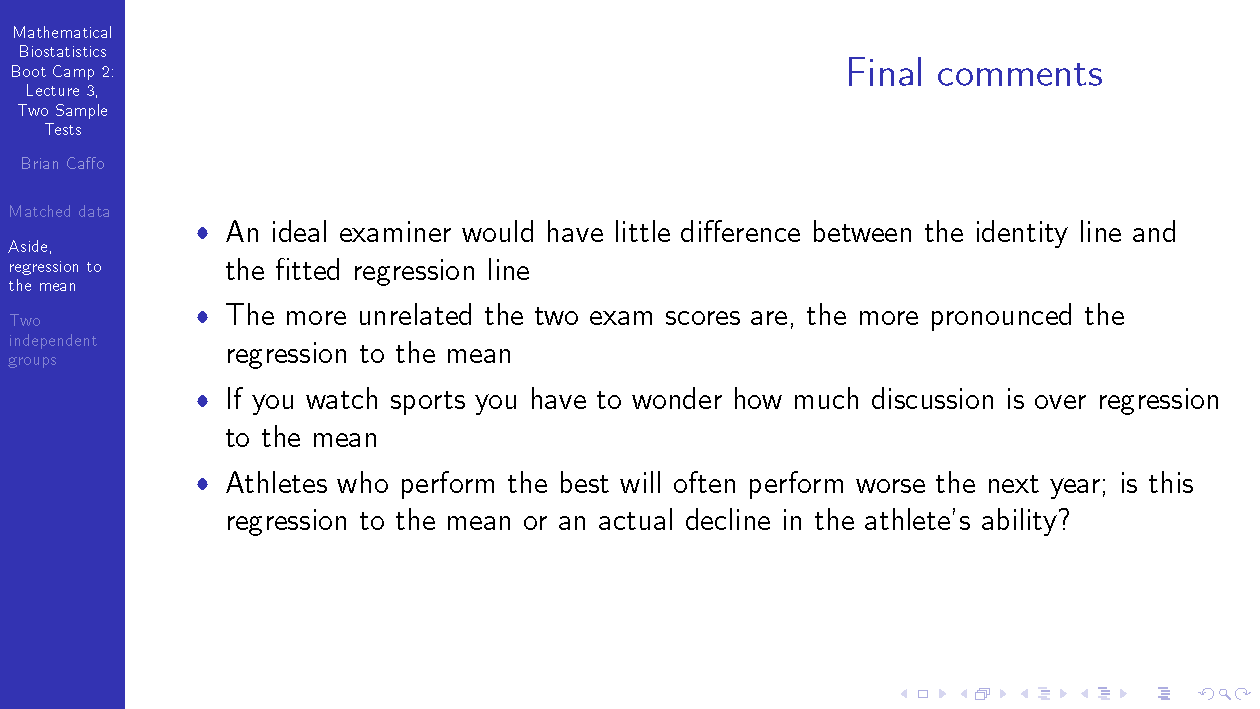 Mathematical
Biostatistics
Boot Camp 2:
Lecture 3,
Two Sample
Tests
Brian Caffo
Matched data
Aside,
regression to
the mean
Two
independent
groups
Final comments
• An ideal examiner would have little difference between the identity line and
the fitted regression line
• The more unrelated the two exam scores are, the more pronounced the
regression to the mean
• If you watch sports you have to wonder how much discussion is over regression
to the mean
• Athletes who perform the best will often perform worse the next year; is this
regression to the mean or an actual decline in the athlete's ability?